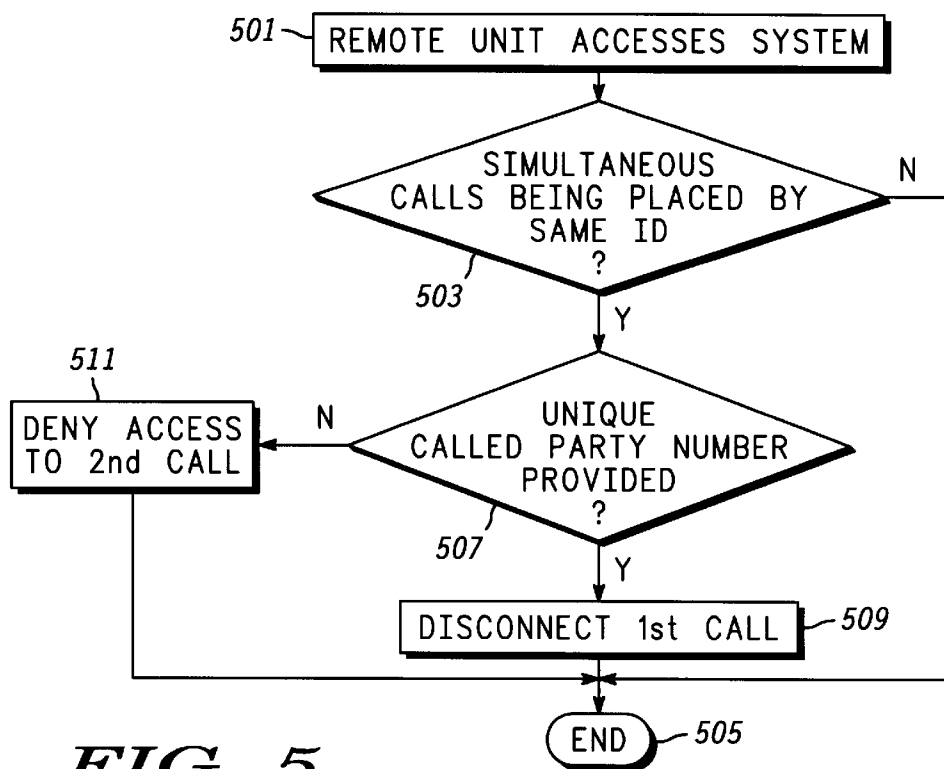 501
REMOTE UNIT ACCESSES SYSTEM
SIMULTANEOUS
CALLS BEING PLACED BY
SAME ID
?
N
503
Y
511
DENY ACCESS
TO 2nd CALL
N
UNIQUE
CALLED PARTY NUMBER
PROVIDED
?
507
Y
DISCONNECT 1st CALL
509
END
505
FIG. 5